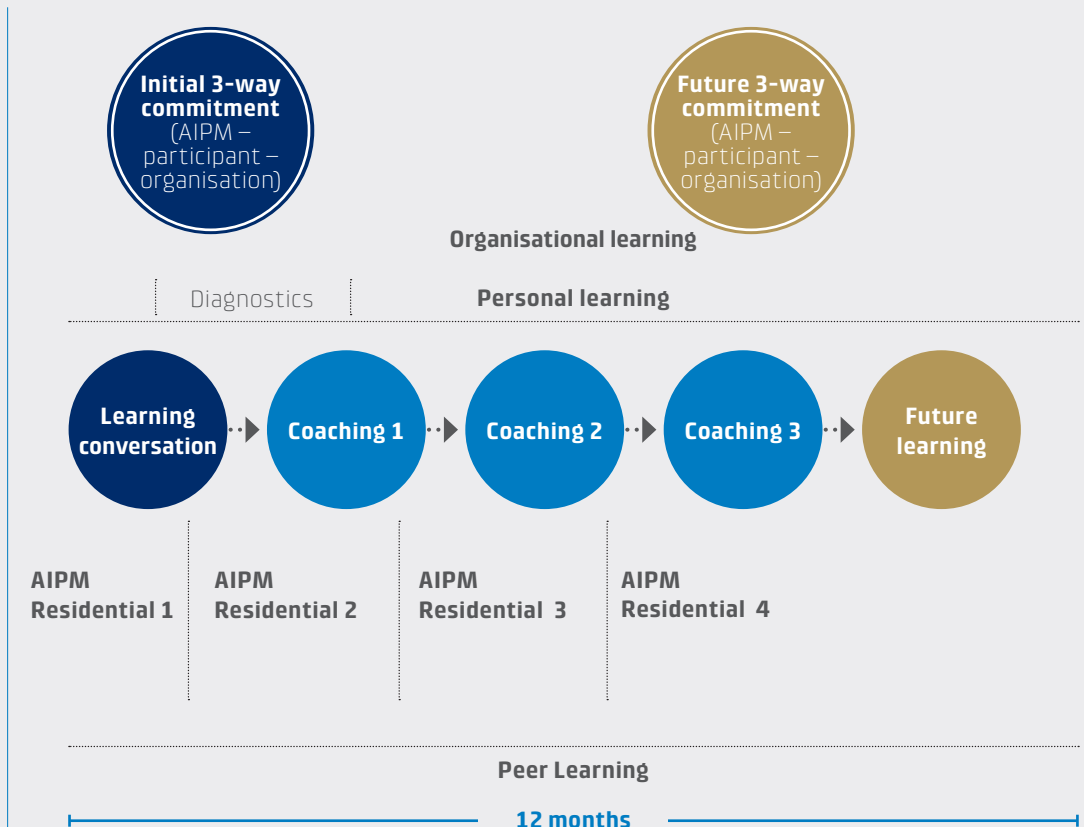 Initial 3-way
commitment
(AIPM –
participant –
organisation)
Future 3-way
commitment
(AIPM –
participant –
organisation)
Organisational learning
Diagnostics
Personal learning
Learning
conversation
Coaching 1
Coaching 2
Coaching 3
Future
learning
AIPM
Residential 1
AIPM
Residential 2
AIPM
Residential 3
AIPM
Residential 4
Peer Learning
12 months